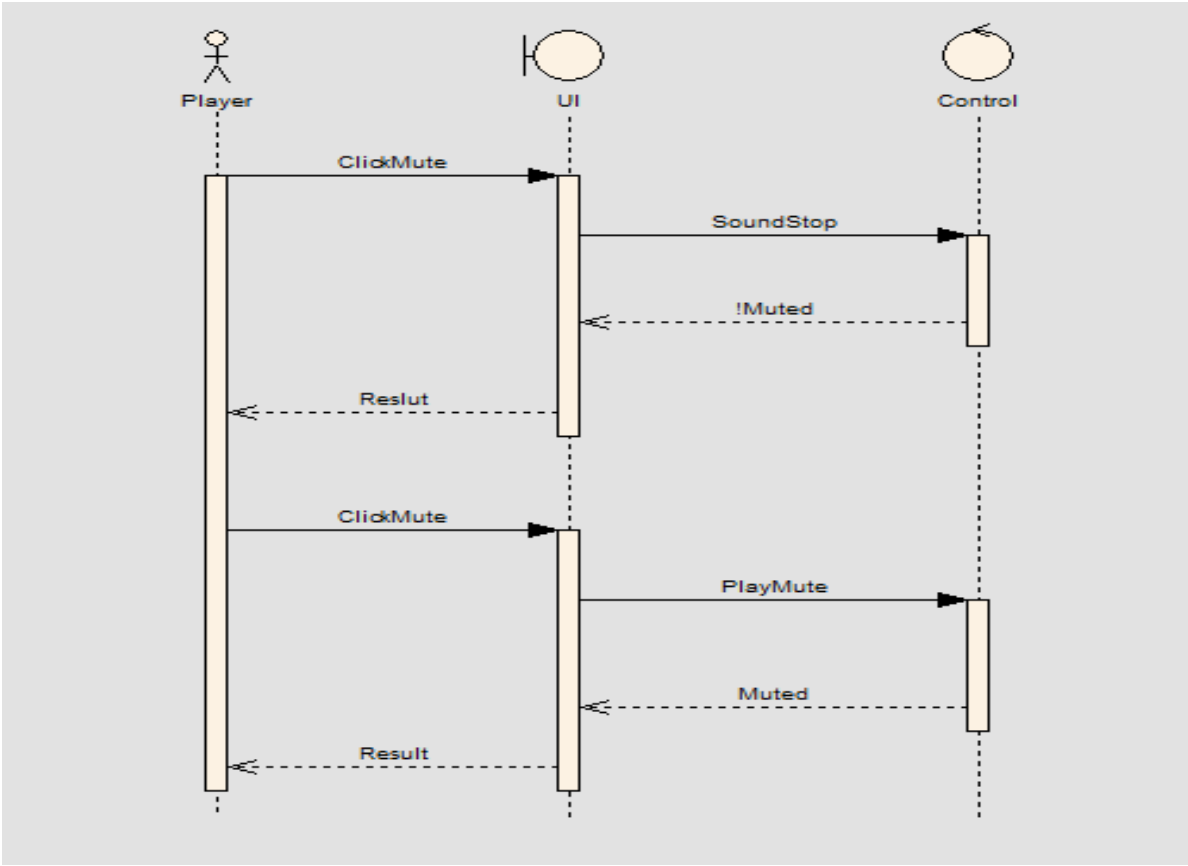 Player
UI
Control
ClickMute
SoundStop
!Muted
Reslut
ClickMute
PlayMute
Muted
Result